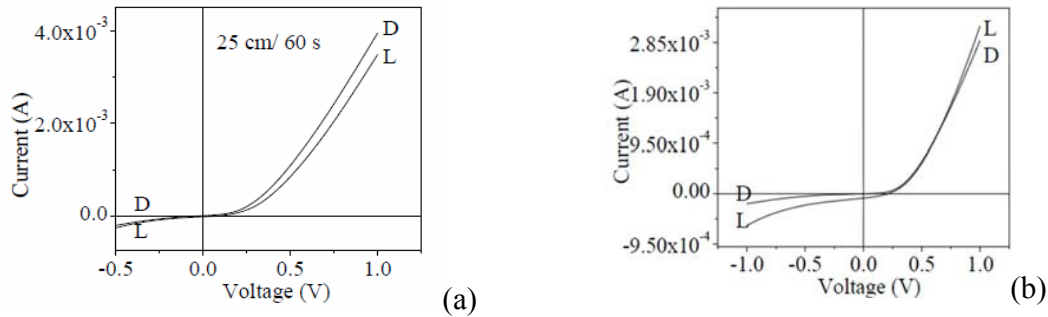 4.0x10-3
2.0x10-3
0.0
Current (A)
25 cm/ 60 s
D
L
D
L
-0.5
0.0
0.5
1.0
Voltage (V)
(a)
2.85x10-3
1.90x10-3
9.50x10-4
0.00
-9.50x10-4
Current (A)
L
D
D
L
-1.0
-0.5
0.0
0.5
1.0
Voltage (V)
(b)